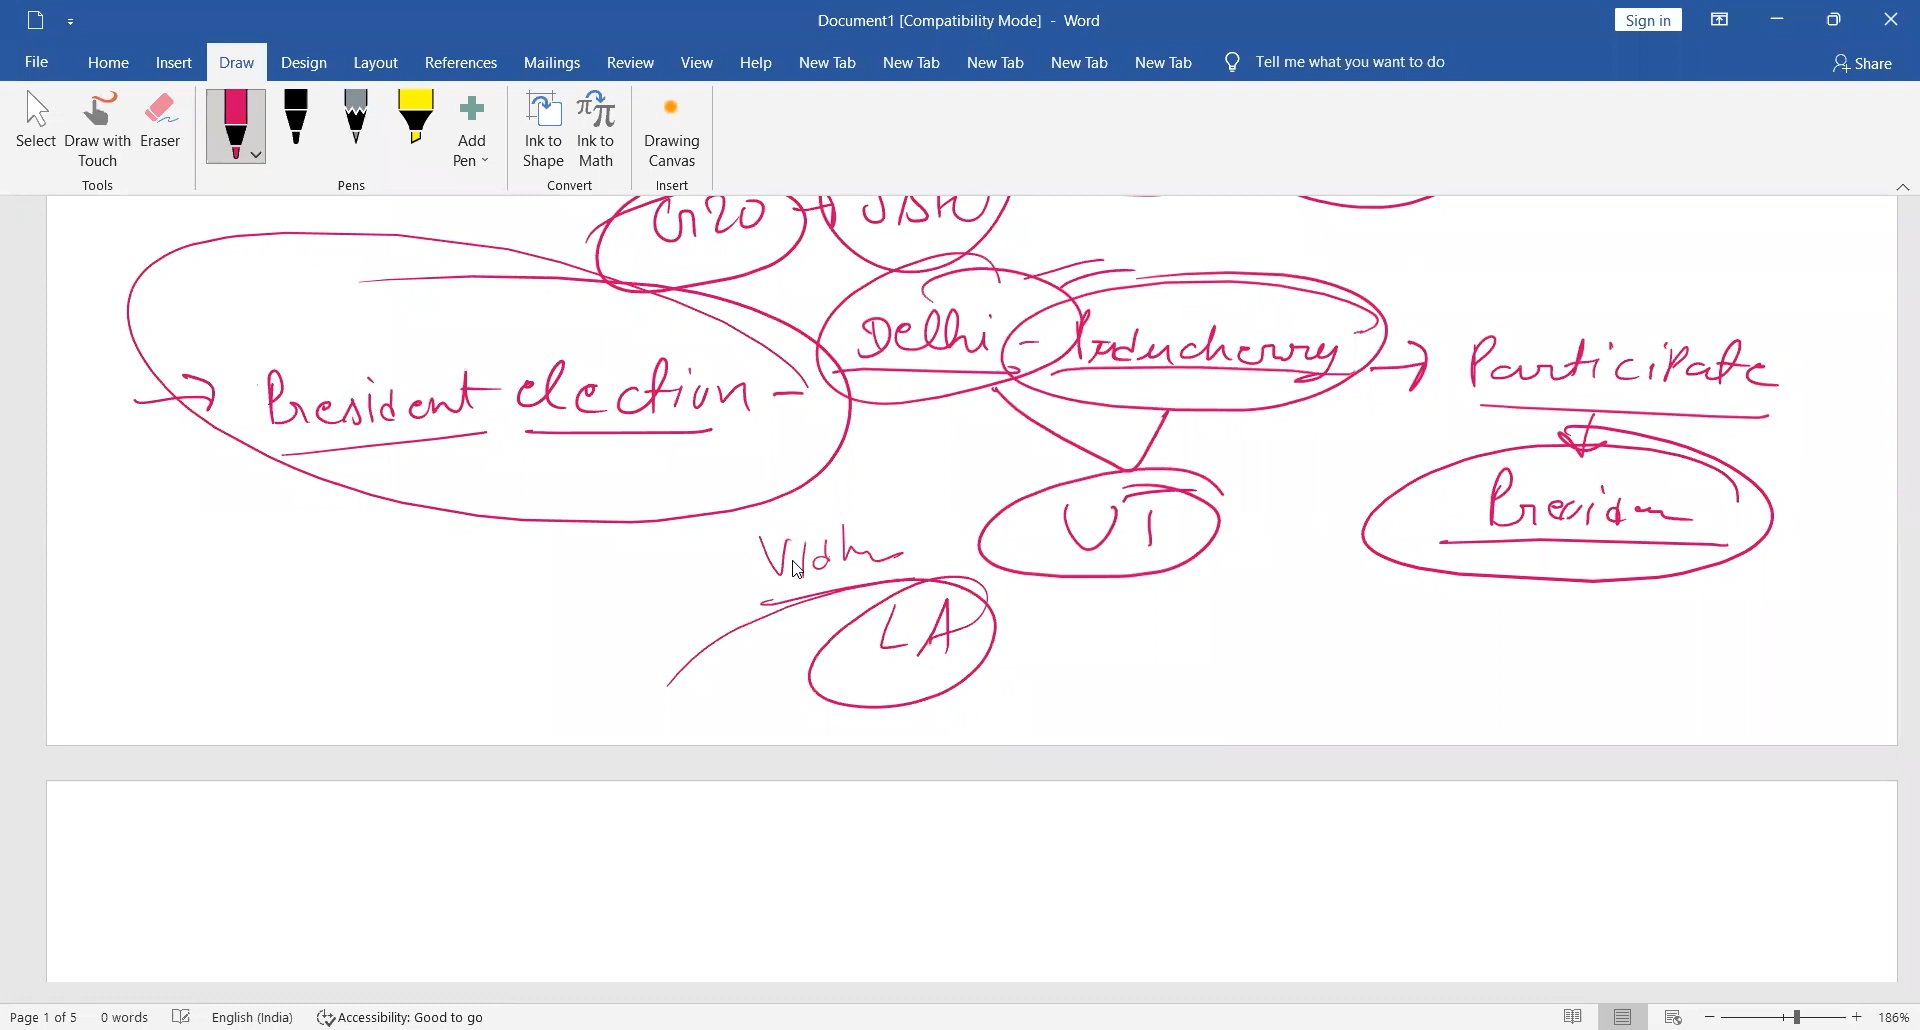 Document1 [Compatibility Mode] - Word
Sign in
File Home Insert Draw Design Layout References Mailings Review View Help New Tab New Tab New Tab New Tab New Tab Tell me what you want to do Share
Select Draw with Touch Eraser Add Pen Ink to Shape Ink to Math Drawing Canvas
Tools Pens Convert Insert
G20
Delhi - Puducherry → Participate
→ President election -
Presiden
UT
Vidh
LA
Page 1 of 5 0 words English (India) Accessibility: Good to go 186%